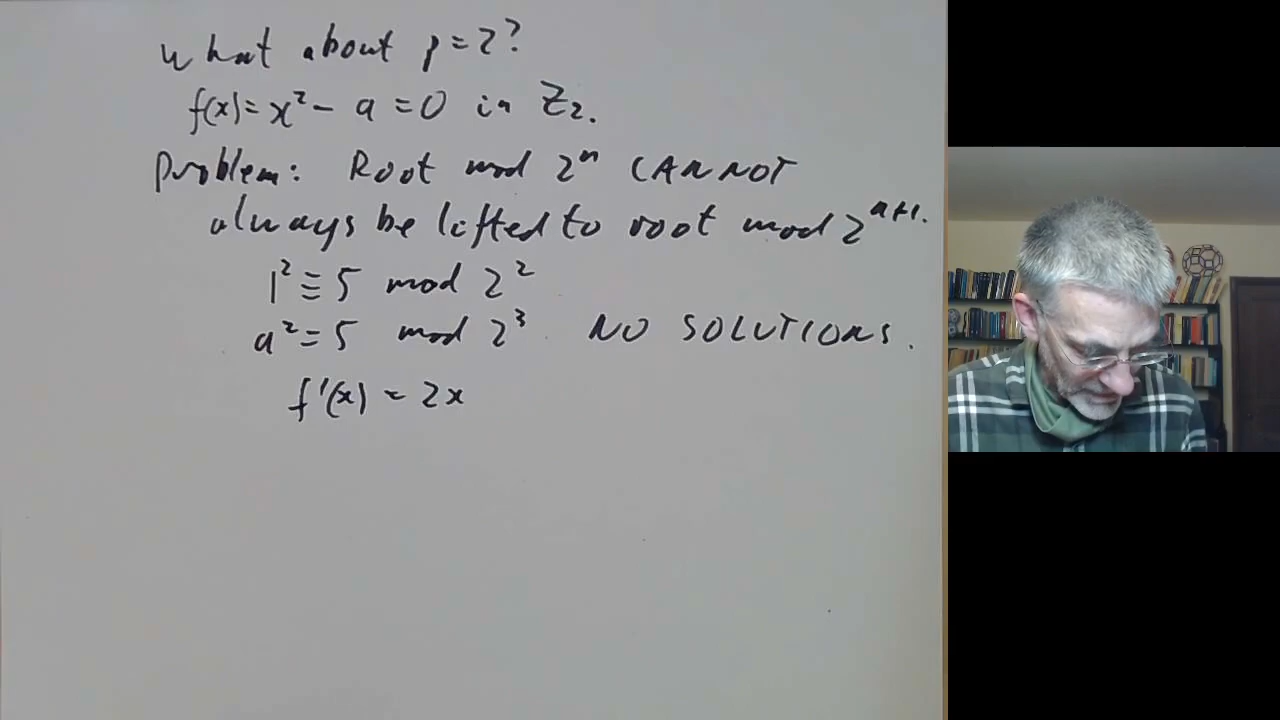 What about p=2?
f(x)=x²- a =0 in Z₂.
Problem: Root mod 2ⁿ CANNOT
always be lifted to root mod 2ⁿ⁺¹.
1² ≡ 5 mod 2²
a² = 5 mod 2³ NO SOLUTIONS.
f'(x) = 2x